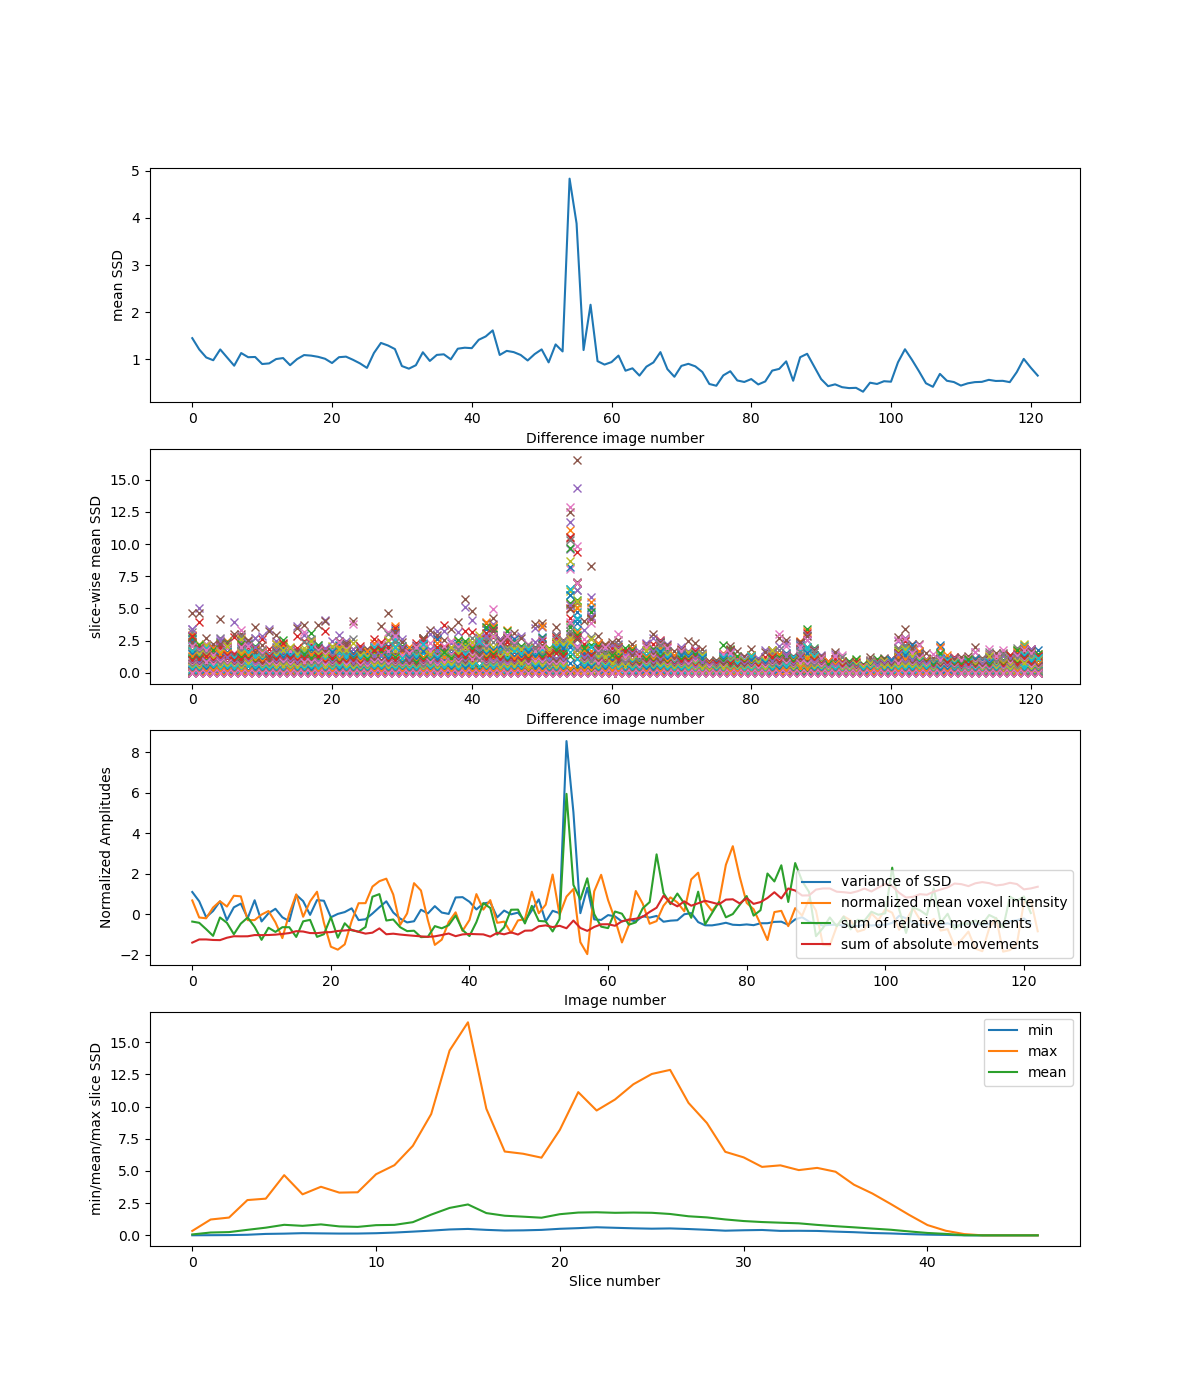 5
4
3
2
1
mean SSD
0 20 40 60 80 100 120
Difference image number
15.0
12.5
10.0
7.5
5.0
2.5
0.0
slice-wise mean SSD
0 20 40 60 80 100 120
Difference image number
8
6
4
2
0
−2
Normalized Amplitudes
variance of SSD
normalized mean voxel intensity
sum of relative movements
sum of absolute movements
0 20 40 60 80 100 120
Image number
15.0
12.5
10.0
7.5
5.0
2.5
0.0
min/mean/max slice SSD
min
max
mean
0 10 20 30 40
Slice number